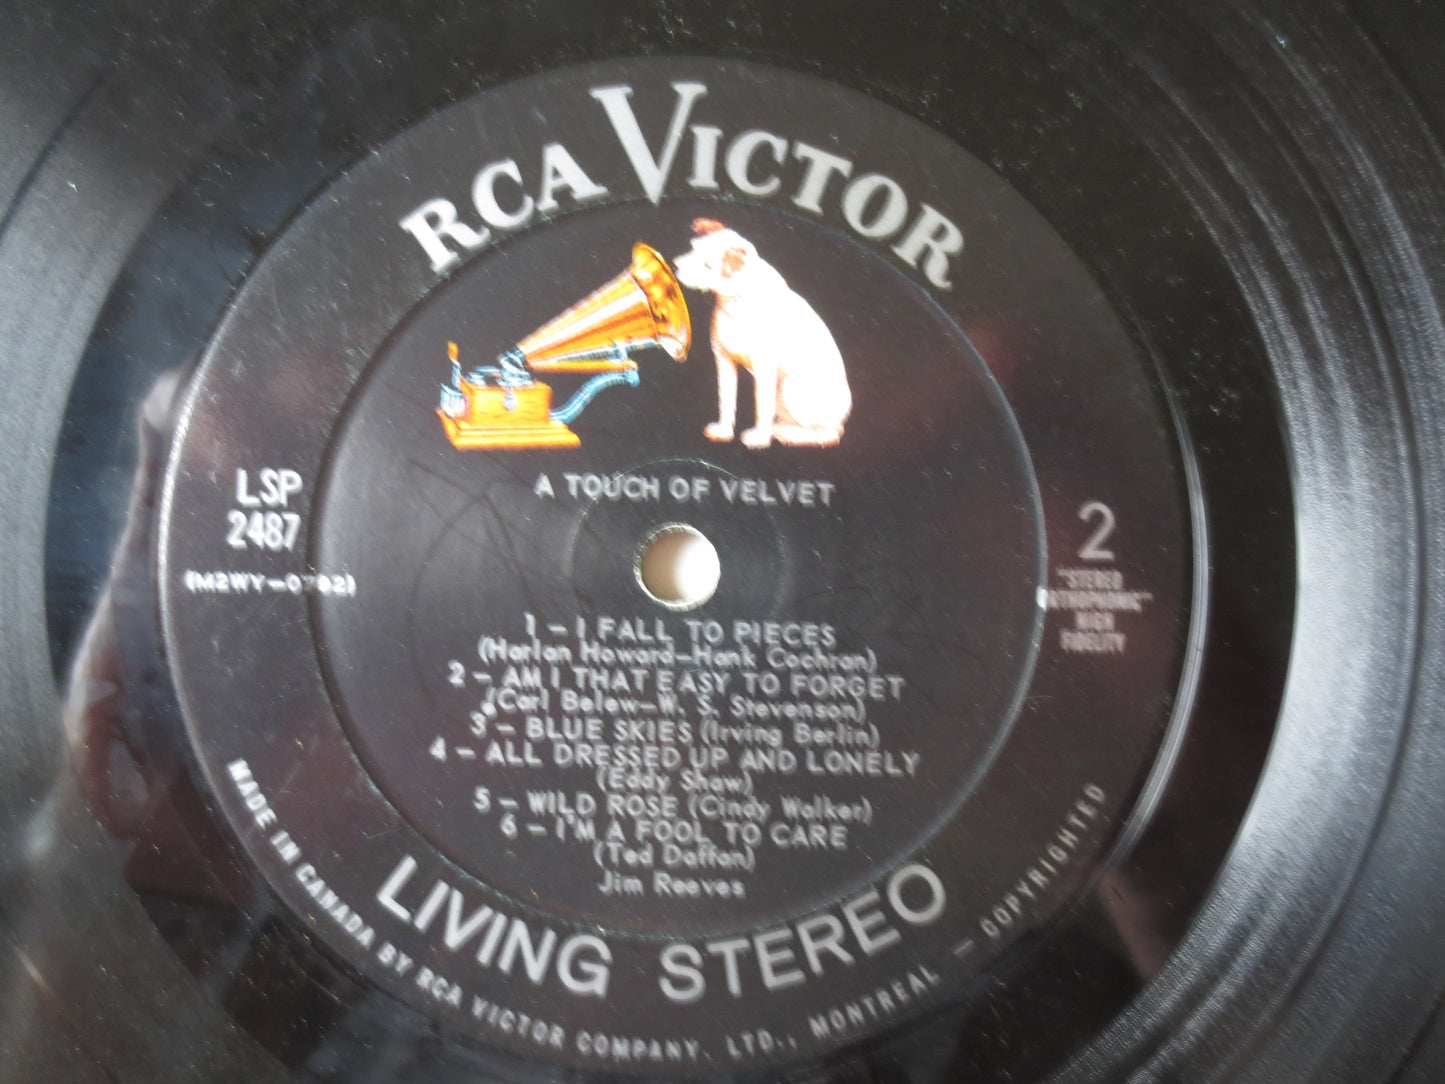 RCA VICTOR
A TOUCH OF VELVET
LSP
2487
(M2WY-0792)
2
"STEREO
ORTHOPHONIC"
HIGH
FIDELITY
1 - I FALL TO PIECES
(Harlan Howard-Hank Cochran)
2 - AM I THAT EASY TO FORGET
(Carl Belew-W. S. Stevenson)
3 - BLUE SKIES (Irving Berlin)
4 - ALL DRESSED UP AND LONELY
(Eddy Shaw)
5 - WILD ROSE (Cindy Walker)
6 - I'M A FOOL TO CARE
(Ted Daffan)
Jim Reeves
LIVING STEREO
MADE IN CANADA BY RCA VICTOR COMPANY, LTD., MONTREAL - COPYRIGHTED